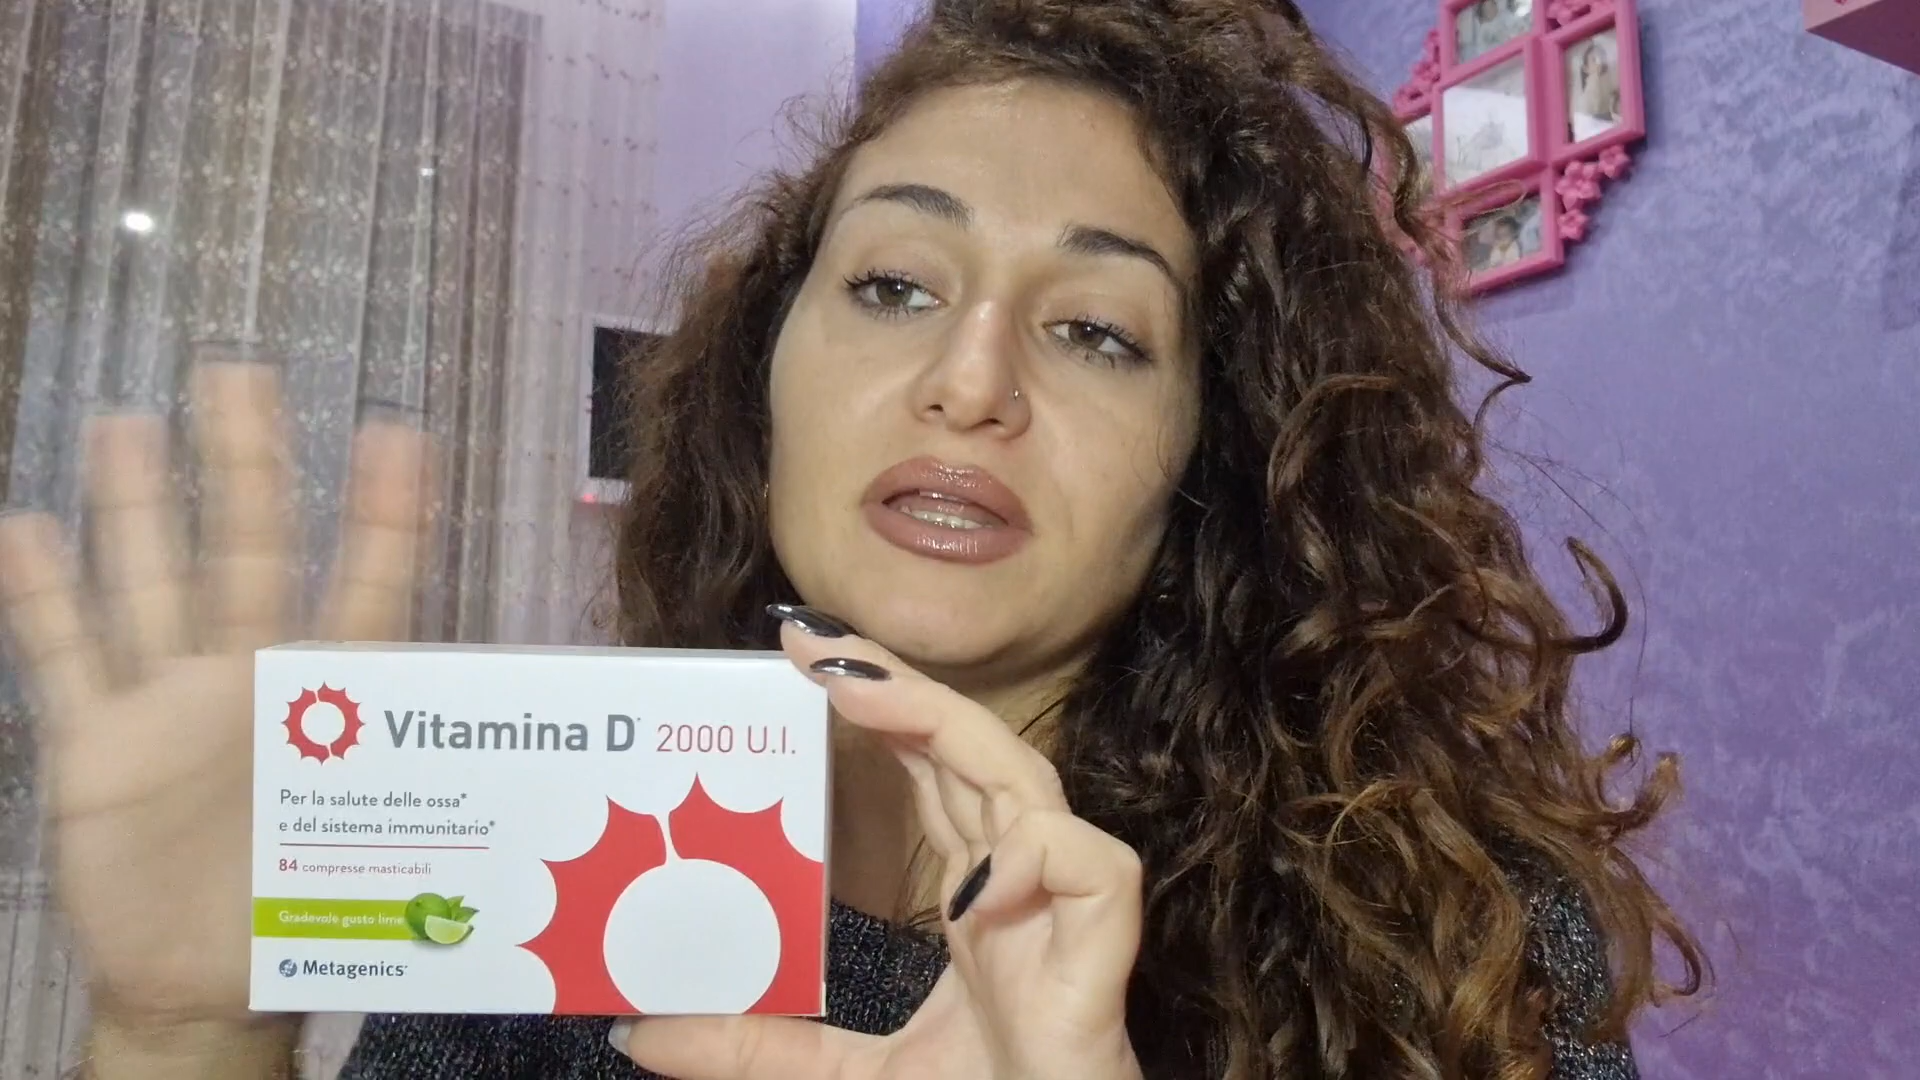 Vitamina D* 2000 U.I.
Per la salute delle ossa*
e del sistema immunitario*
84 compresse masticabili
Gradevole gusto lime
Metagenics